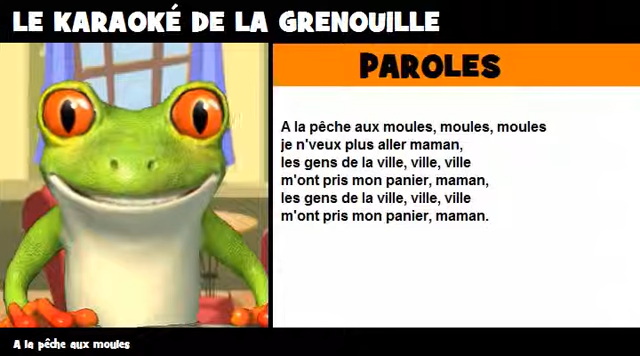 LE KARAOKÉ DE LA GRENOUILLE
PAROLES
A la pêche aux moules, moules, moules
je n'veux plus aller maman,
les gens de la ville, ville, ville
m'ont pris mon panier, maman,
les gens de la ville, ville, ville
m'ont pris mon panier, maman.
A la pêche aux moules